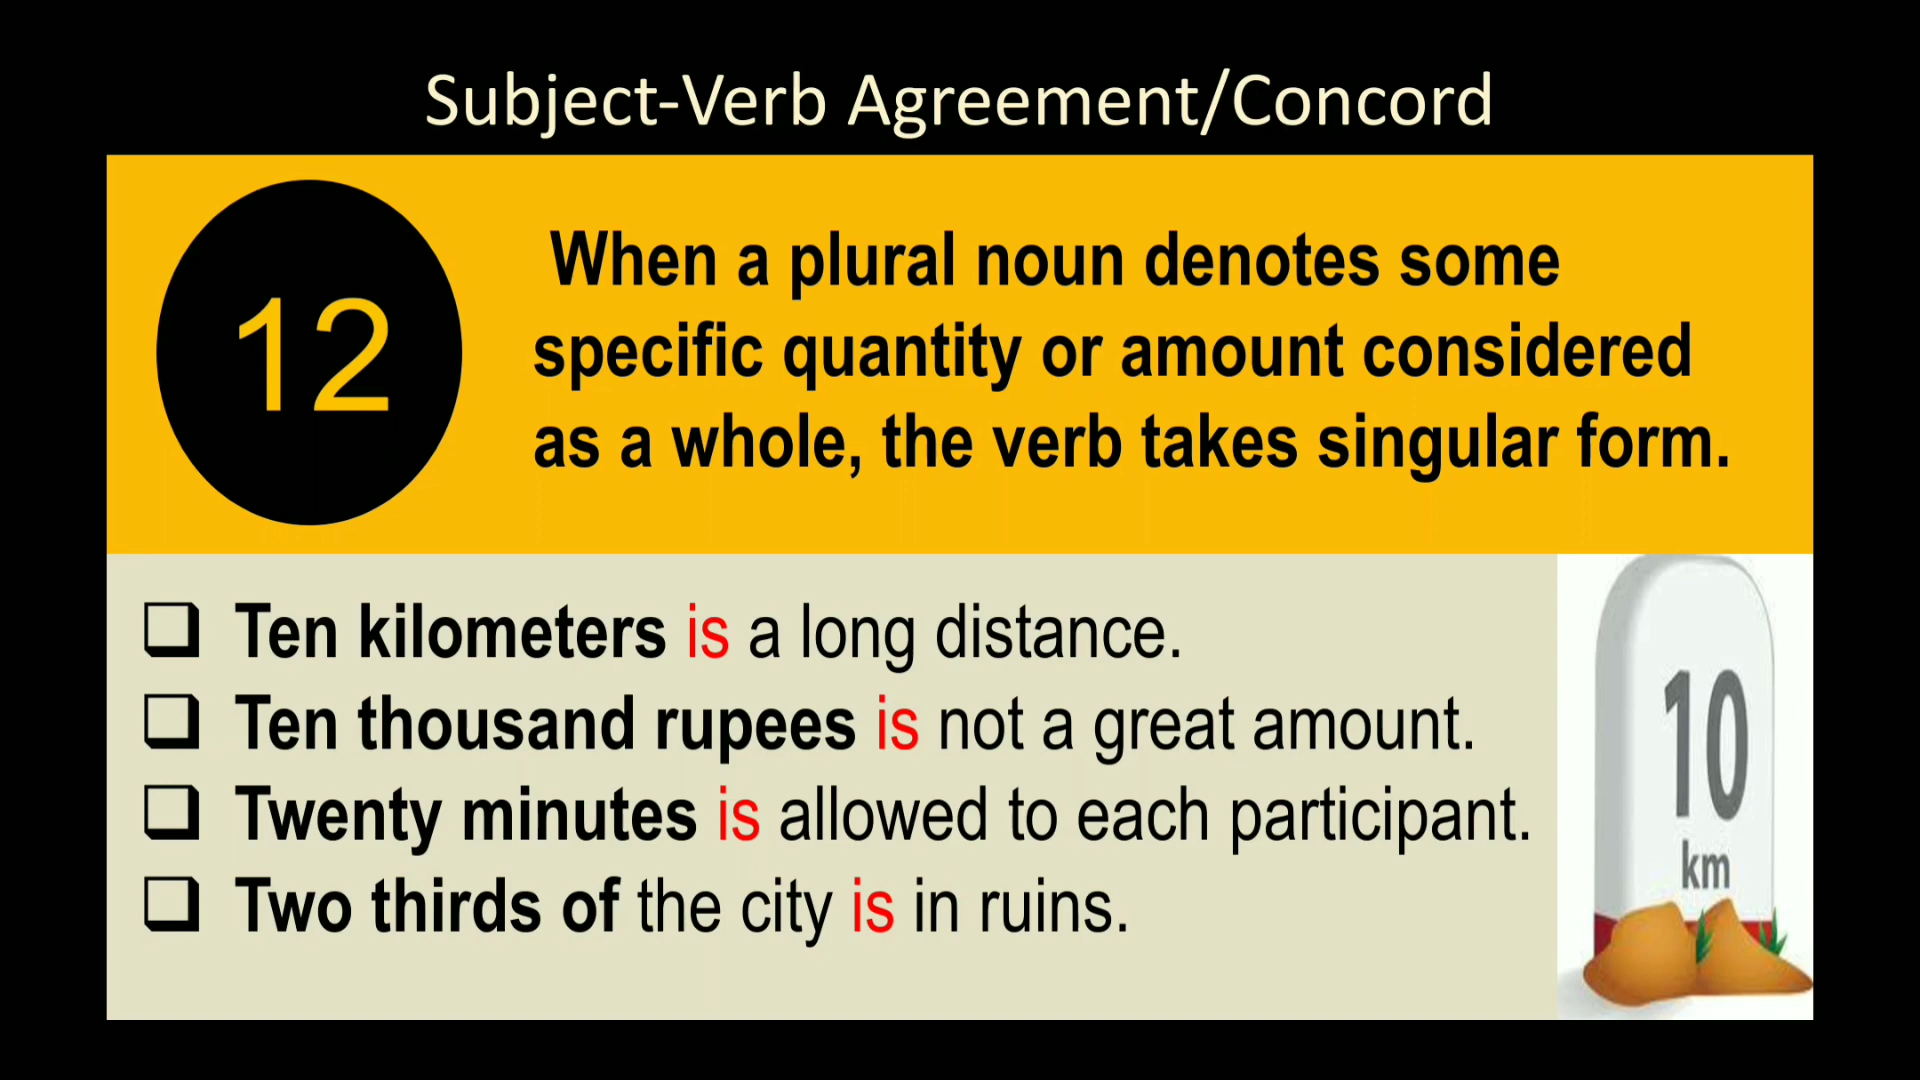 Subject-Verb Agreement/Concord
12
When a plural noun denotes some
specific quantity or amount considered
as a whole, the verb takes singular form.
Ten kilometers is a long distance.
Ten thousand rupees is not a great amount.
Twenty minutes is allowed to each participant.
Two thirds of the city is in ruins.
10
km